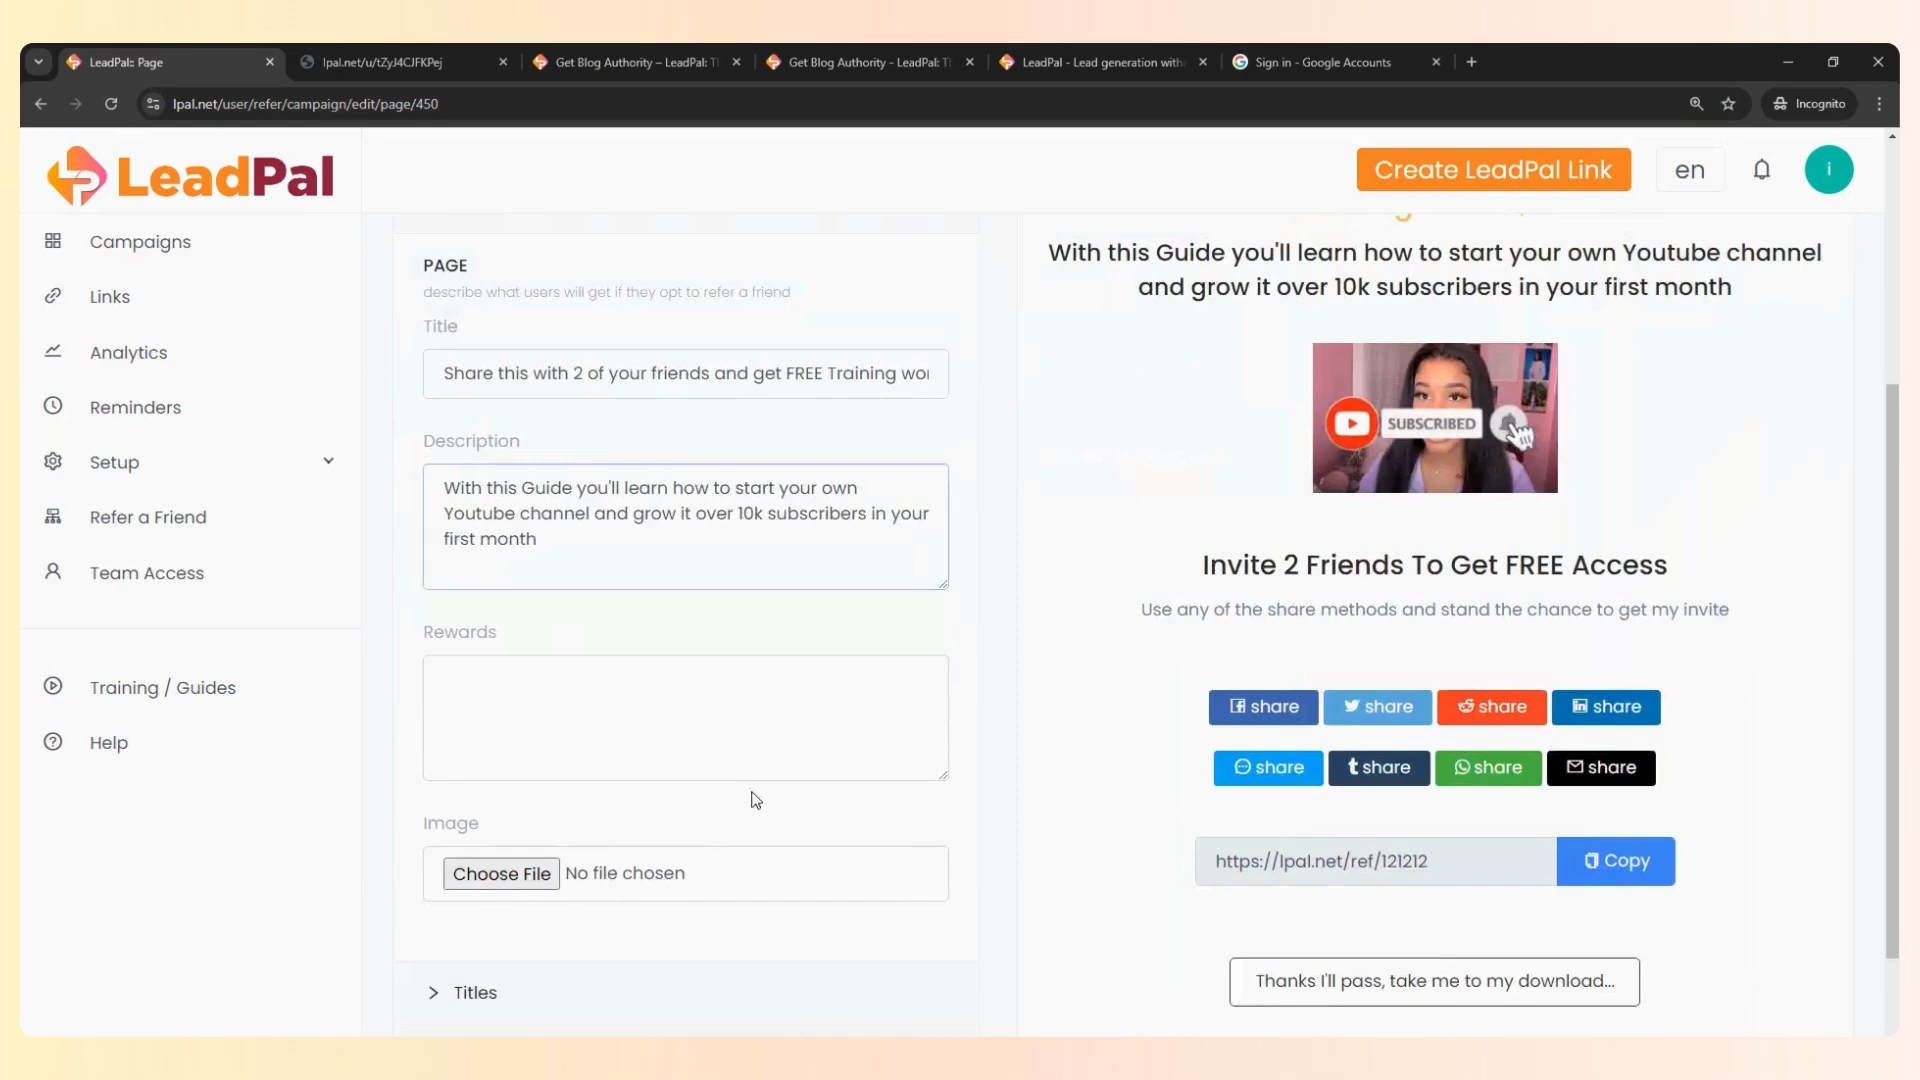 LeadPal:: Page
lpal.net/u/tZyJ4CJFKPej
Get Blog Authority – LeadPal: T
Get Blog Authority - LeadPal: T
LeadPal - Lead generation with
Sign in - Google Accounts
lpal.net/user/refer/campaign/edit/page/450
Incognito
LeadPal
Create LeadPal Link
en
i
Campaigns
Links
Analytics
Reminders
Setup
Refer a Friend
Team Access
Training / Guides
Help
PAGE
describe what users will get if they opt to refer a friend
Title
Share this with 2 of your friends and get FREE Training wor
Description
With this Guide you'll learn how to start your own
Youtube channel and grow it over 10k subscribers in your
first month
Rewards
Image
Choose File No file chosen
Titles
With this Guide you'll learn how to start your own Youtube channel
and grow it over 10k subscribers in your first month
SUBSCRIBED
Invite 2 Friends To Get FREE Access
Use any of the share methods and stand the chance to get my invite
share share share share
share share share share
https://lpal.net/ref/121212 Copy
Thanks I'll pass, take me to my download...